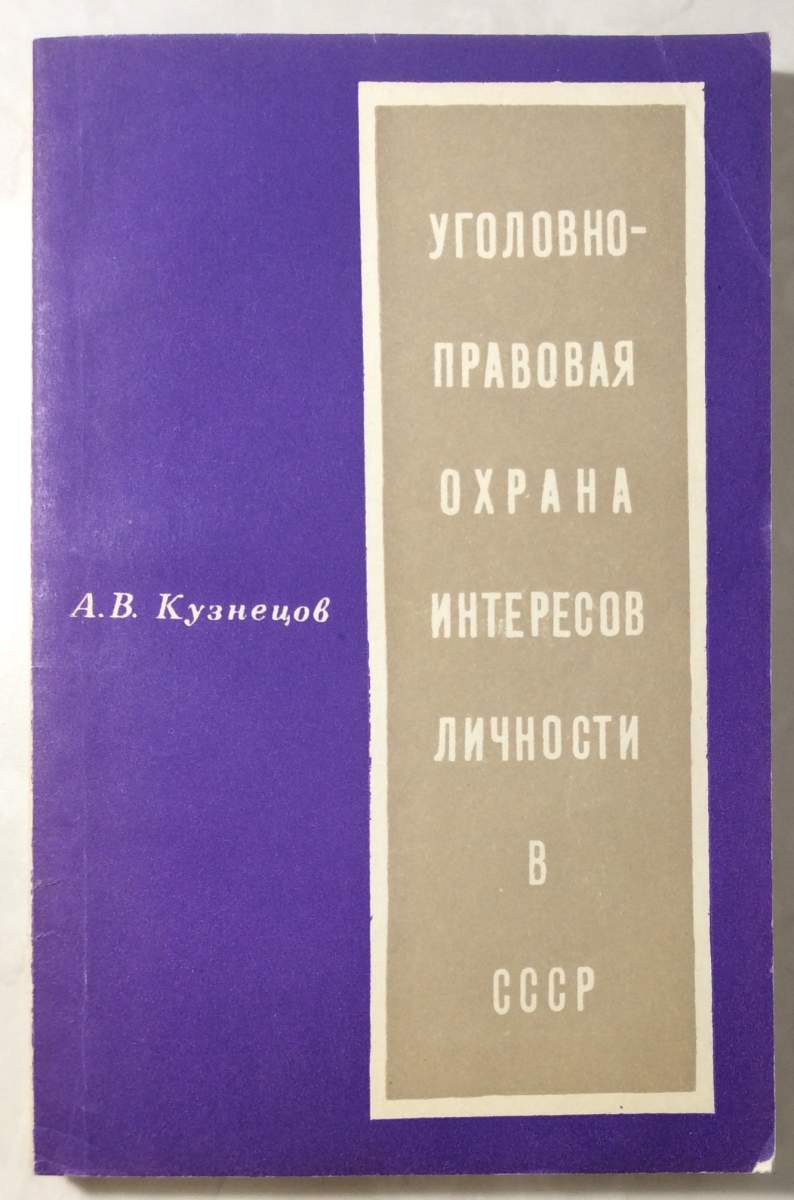 А.В. Кузнецов
УГОЛОВНО-
ПРАВОВАЯ
ОХРАНА
ИНТЕРЕСОВ
ЛИЧНОСТИ
В
СССР